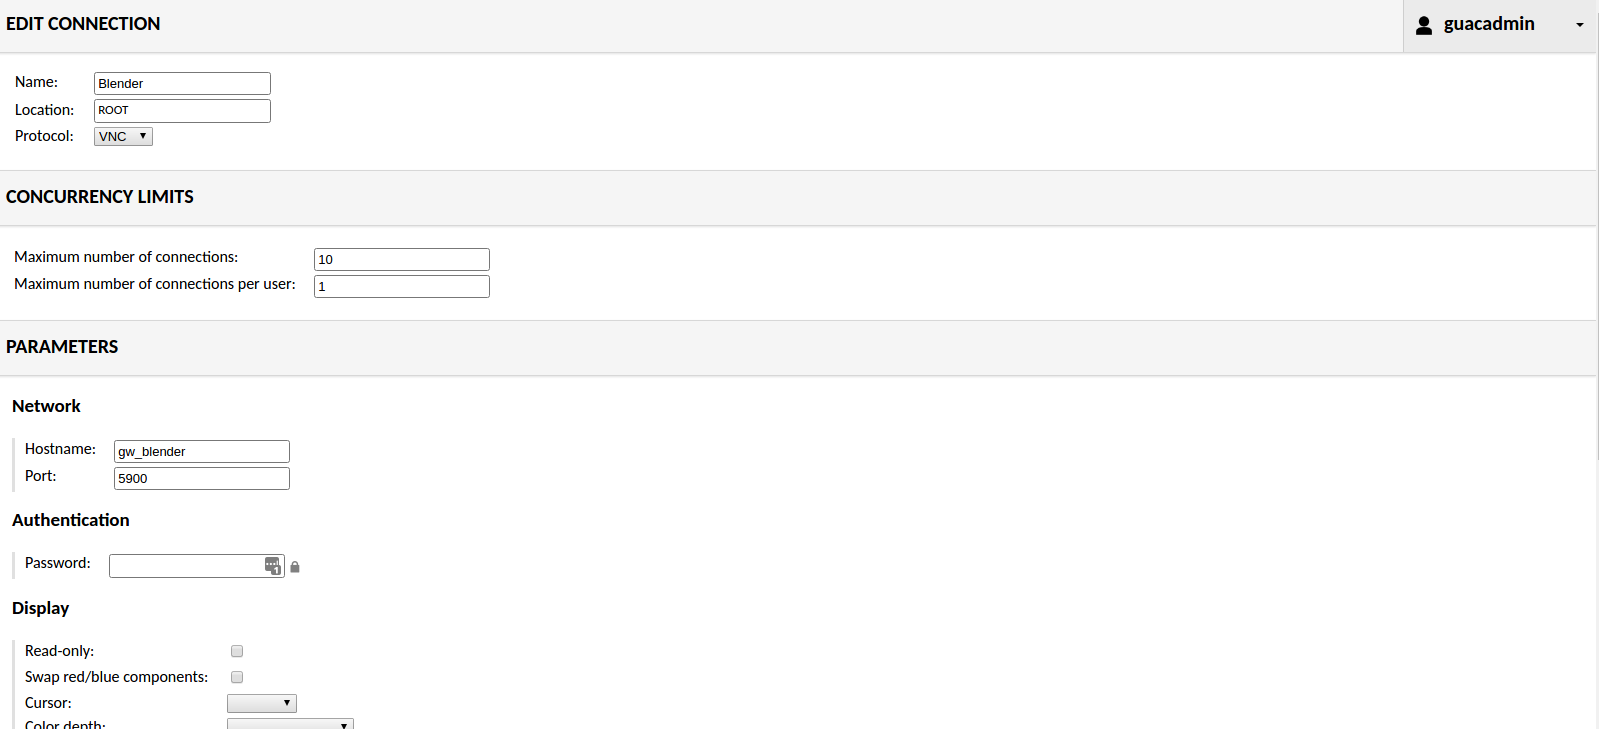 EDIT CONNECTION
guacadmin
Name: Blender
Location: ROOT
Protocol: VNC
CONCURRENCY LIMITS
Maximum number of connections: 10
Maximum number of connections per user: 1
PARAMETERS
Network
Hostname: gw_blender
Port: 5900
Authentication
Password: 1
Display
Read-only:
Swap red/blue components:
Cursor:
Color depth: